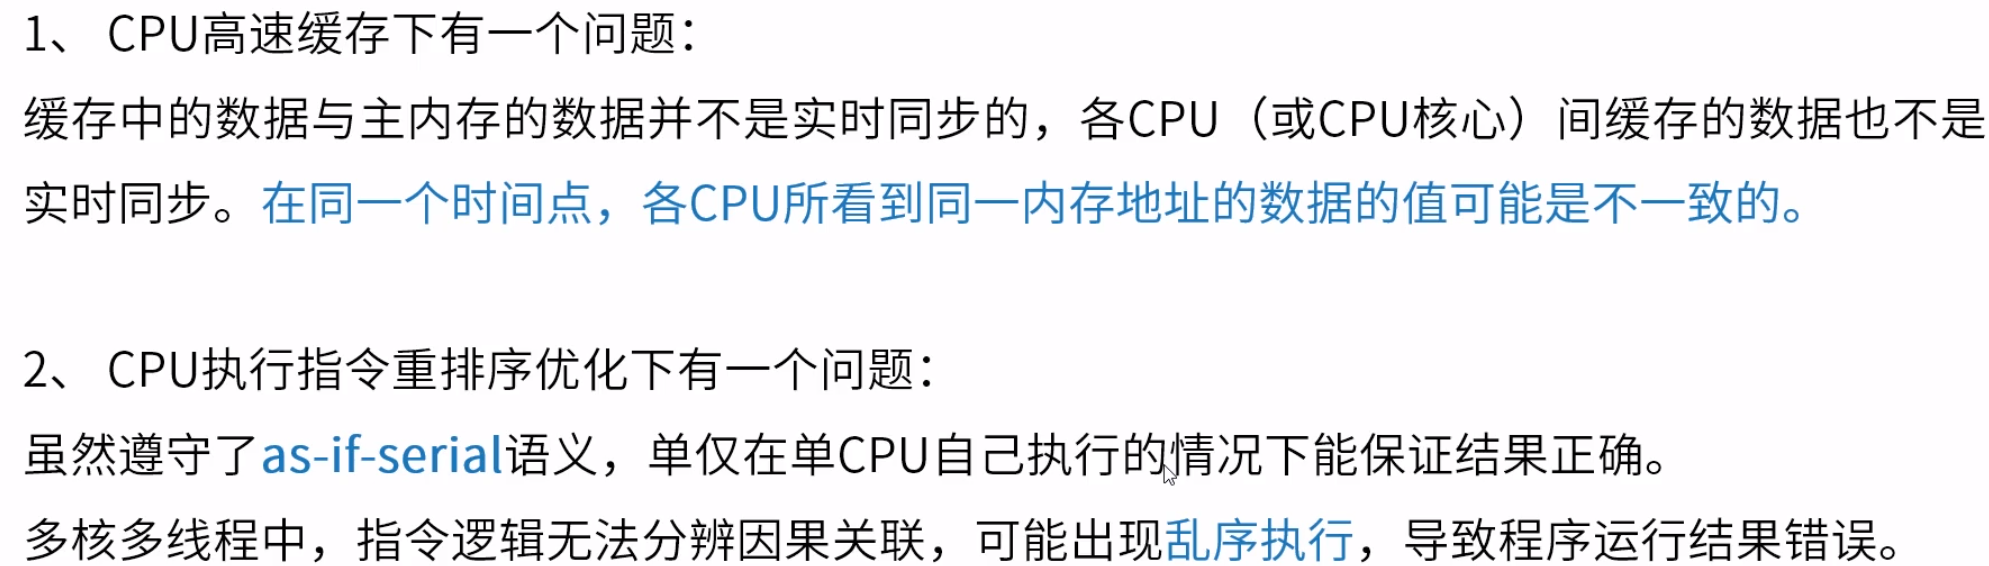 1、 CPU高速缓存下有一个问题：
缓存中的数据与主内存的数据并不是实时同步的，各CPU（或CPU核心）间缓存的数据也不是
实时同步。在同一个时间点，各CPU所看到同一内存地址的数据的值可能是不一致的。
2、 CPU执行指令重排序优化下有一个问题：
虽然遵守了as-if-serial语义，单仅在单CPU自己执行的情况下能保证结果正确。
多核多线程中，指令逻辑无法分辨因果关联，可能出现乱序执行，导致程序运行结果错误。